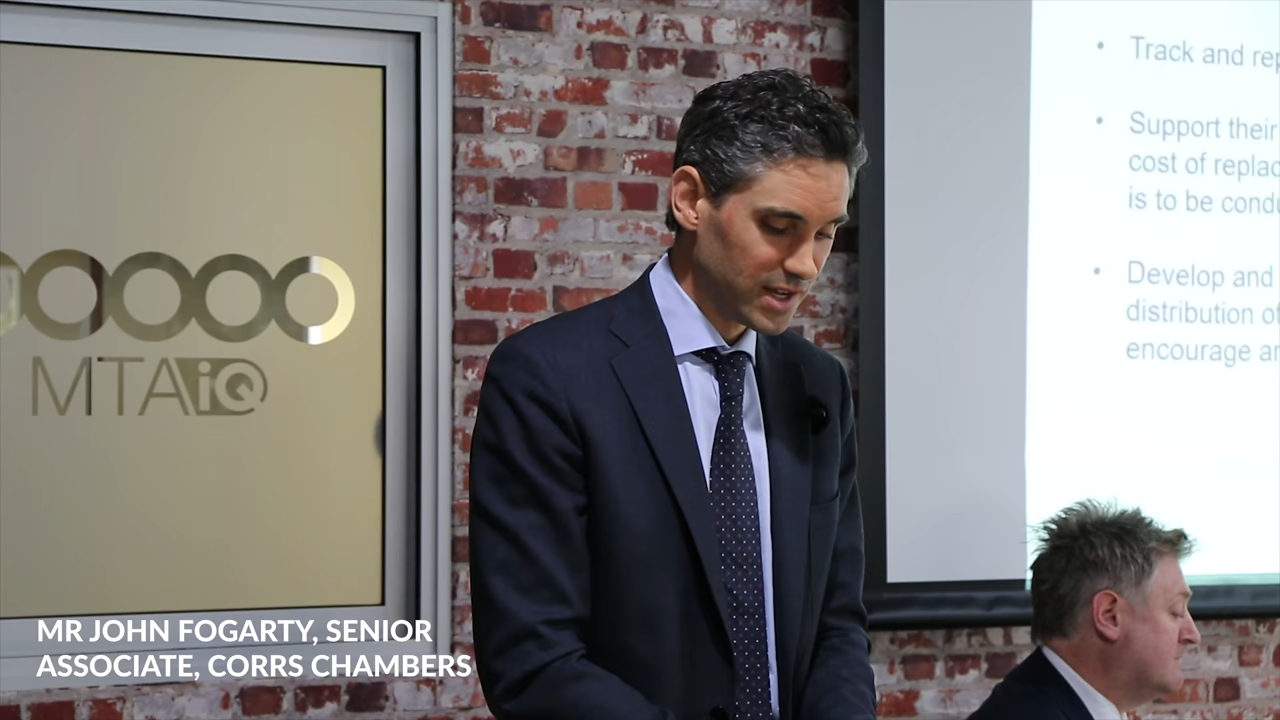 MTAiQ
• Track and rep
• Support their
cost of replac
is to be condu
• Develop and
distribution of
encourage an
MR JOHN FOGARTY, SENIOR
ASSOCIATE, CORRS CHAMBERS